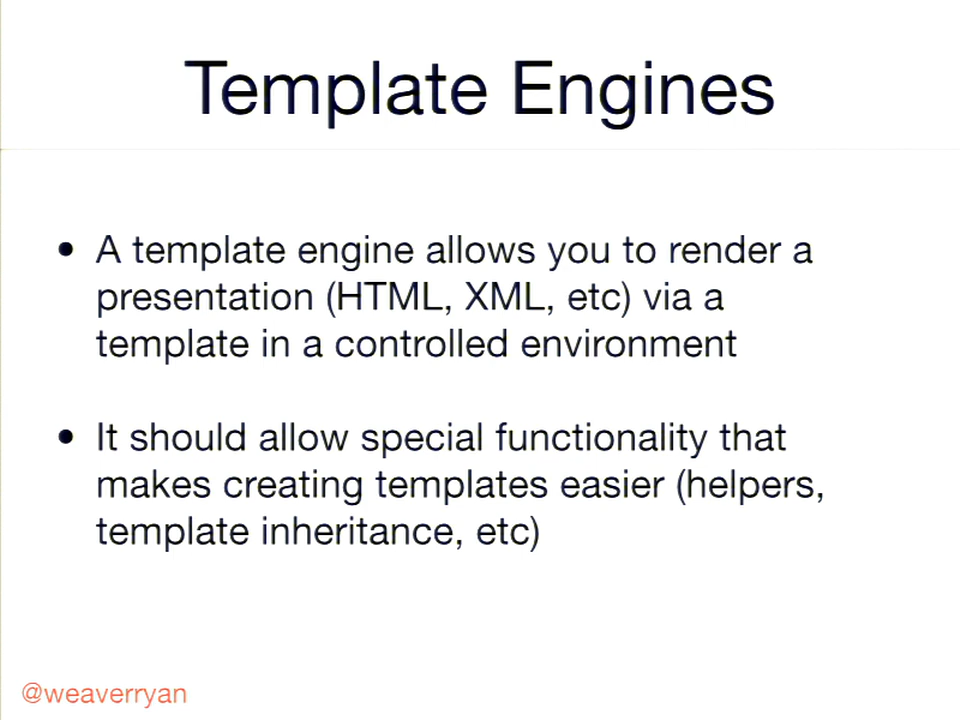 Template Engines
• A template engine allows you to render a
presentation (HTML, XML, etc) via a
template in a controlled environment
• It should allow special functionality that
makes creating templates easier (helpers,
template inheritance, etc)
@weaverryan